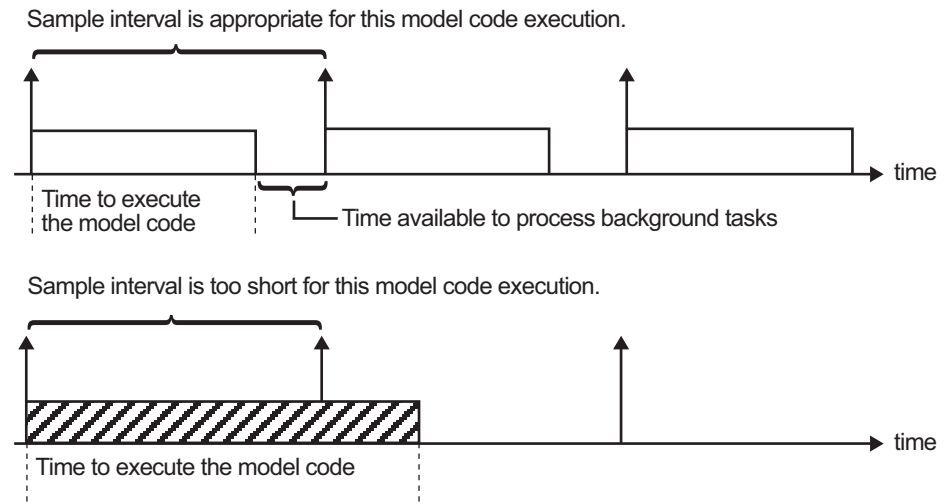 Sample interval is appropriate for this model code execution.
time
Time to execute
the model code
Time available to process background tasks
Sample interval is too short for this model code execution.
time
Time to execute the model code